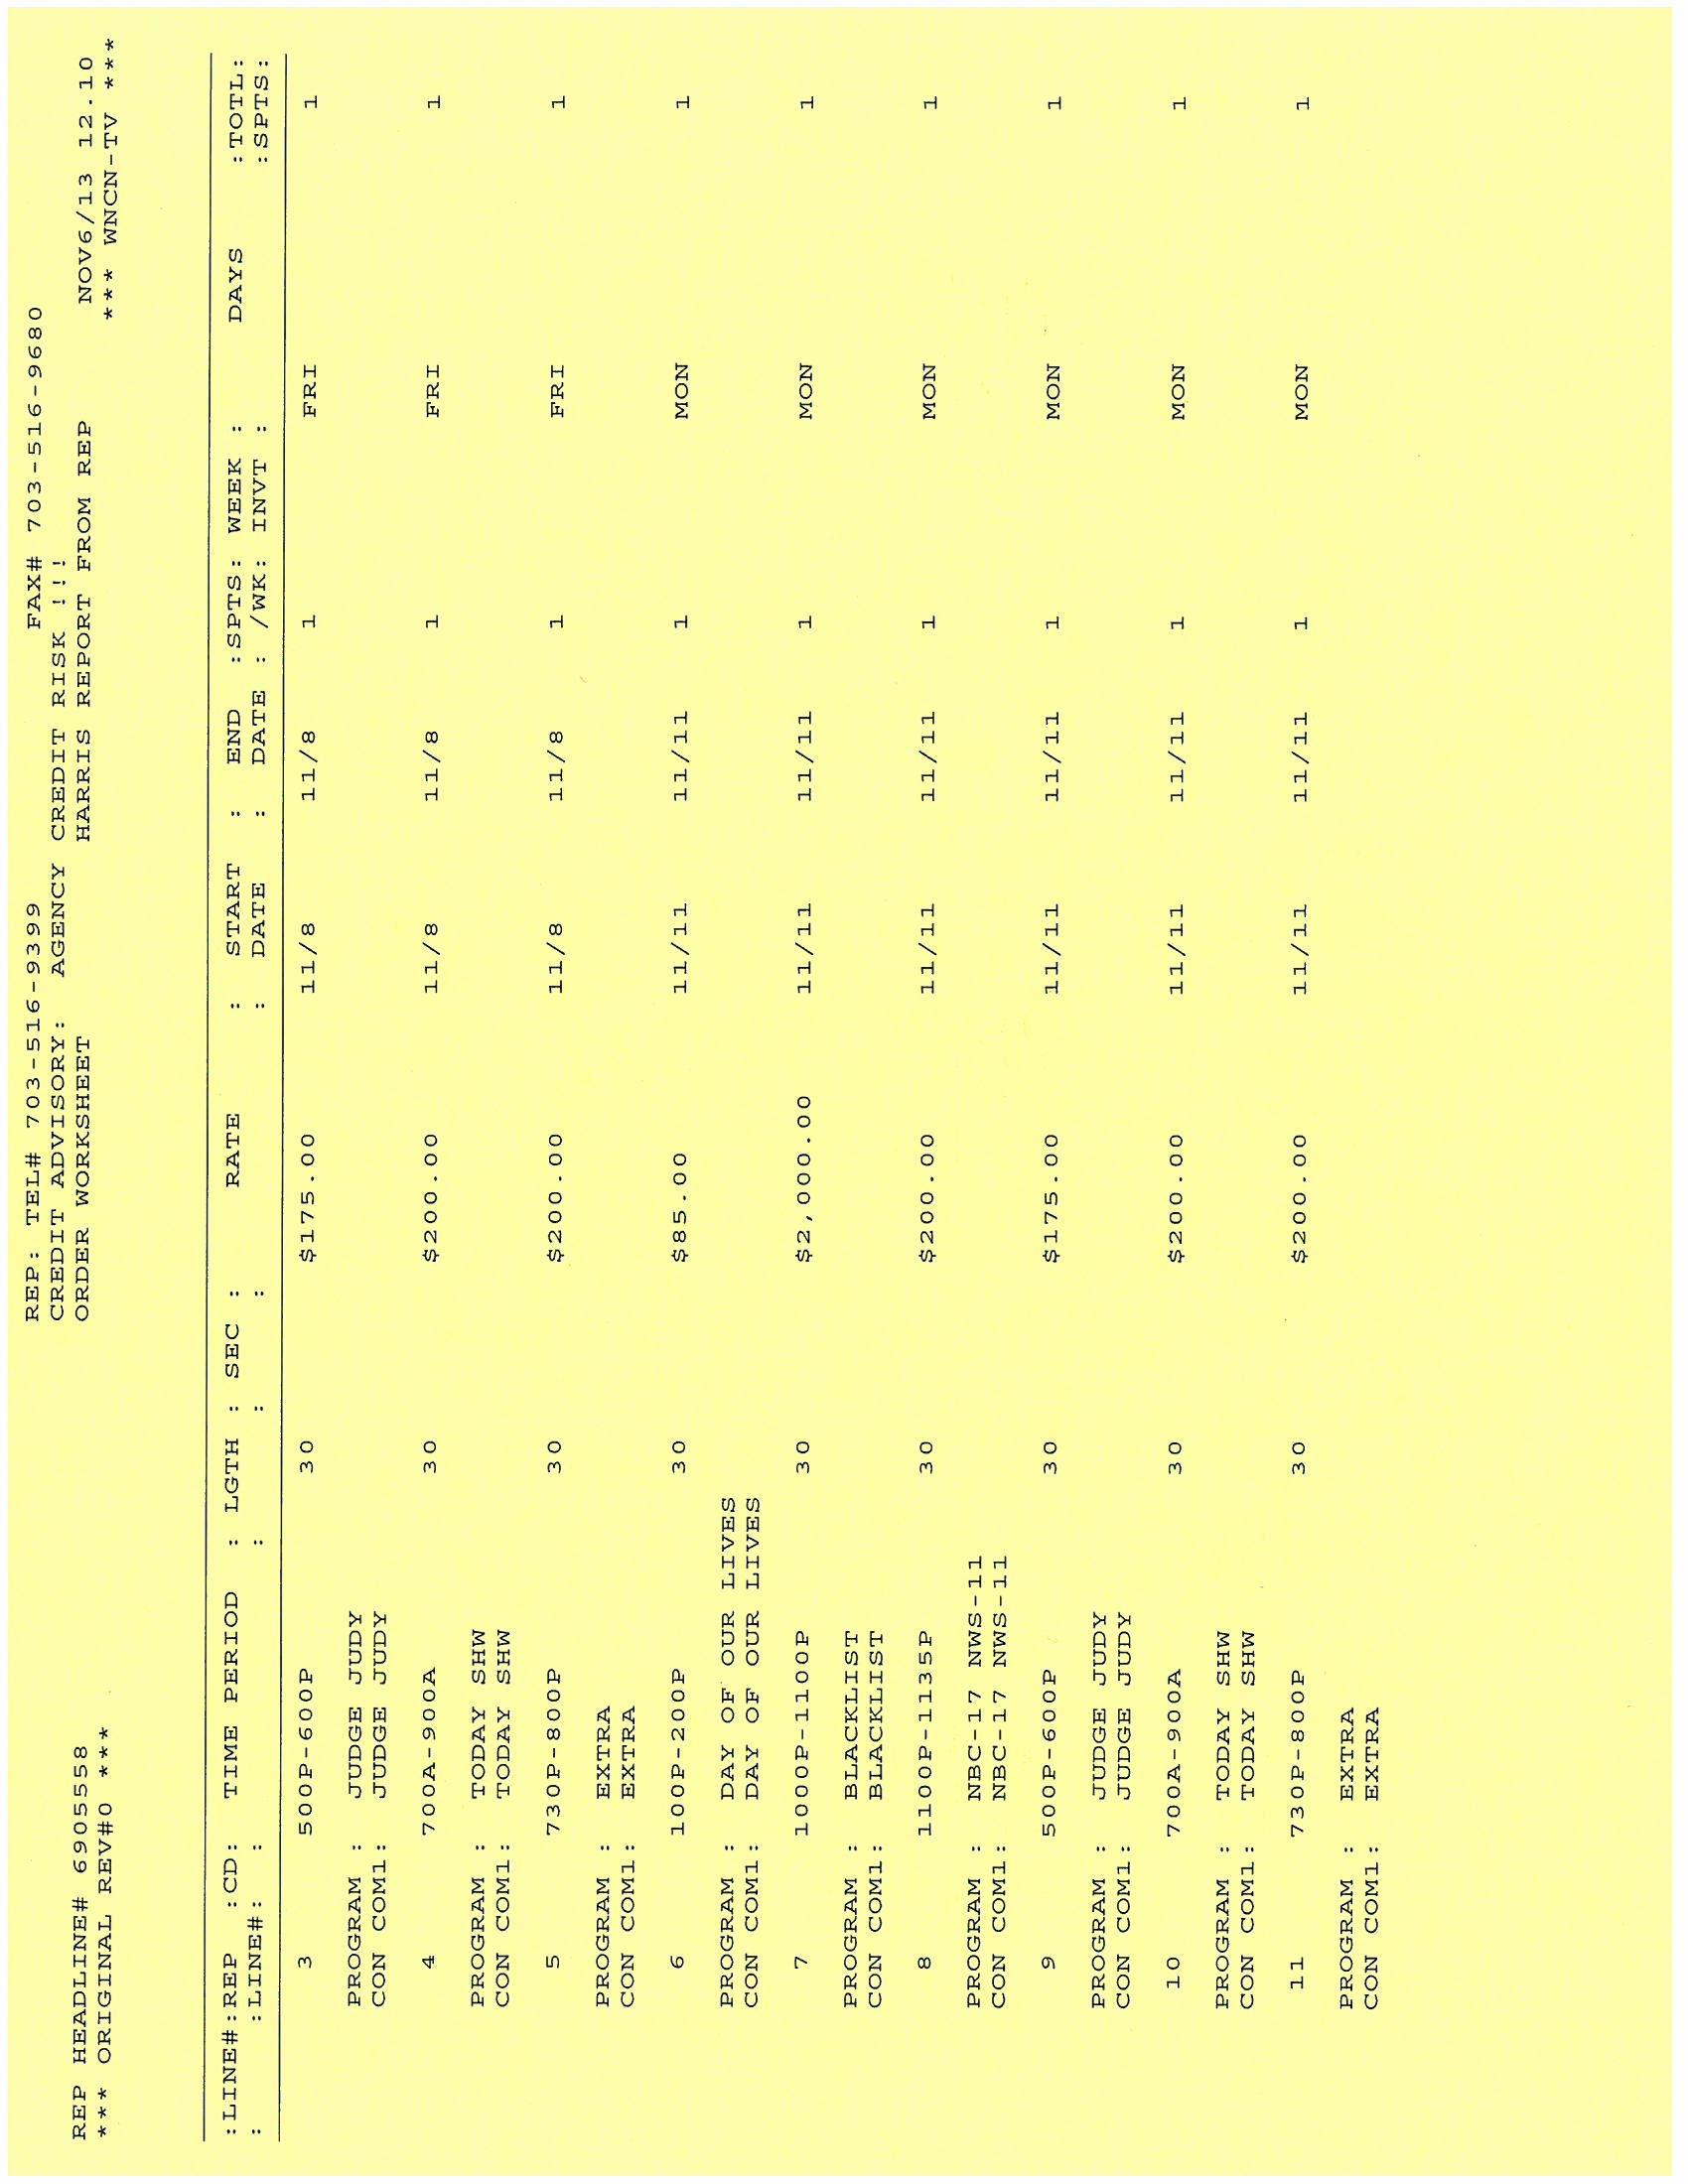 REP: TEL# 703-516-9399 FAX# 703-516-9680
CREDIT ADVISORY: AGENCY CREDIT RISK !!!
REP HEADLINE# 6905558 ORDER WORKSHEET HARRIS REPORT FROM REP NOV6/13 12.10
*** ORIGINAL REV#0 *** *** WNCN-TV ***
:LINE#:REP :CD: TIME PERIOD : LGTH : SEC : RATE : START : END :SPTS: WEEK : DAYS :TOTL:
: :LINE#: : : : : : DATE : DATE : /WK: INVT : :SPTS:
3 500P-600P 30 $175.00 11/8 11/8 1 FRI 1
PROGRAM : JUDGE JUDY
CON COM1: JUDGE JUDY
4 700A-900A 30 $200.00 11/8 11/8 1 FRI 1
PROGRAM : TODAY SHW
CON COM1: TODAY SHW
5 730P-800P 30 $200.00 11/8 11/8 1 FRI 1
PROGRAM : EXTRA
CON COM1: EXTRA
6 100P-200P 30 $85.00 11/11 11/11 1 MON 1
PROGRAM : DAY OF OUR LIVES
CON COM1: DAY OF OUR LIVES
7 1000P-1100P 30 $2,000.00 11/11 11/11 1 MON 1
PROGRAM : BLACKLIST
CON COM1: BLACKLIST
8 1100P-1135P 30 $200.00 11/11 11/11 1 MON 1
PROGRAM : NBC-17 NWS-11
CON COM1: NBC-17 NWS-11
9 500P-600P 30 $175.00 11/11 11/11 1 MON 1
PROGRAM : JUDGE JUDY
CON COM1: JUDGE JUDY
10 700A-900A 30 $200.00 11/11 11/11 1 MON 1
PROGRAM : TODAY SHW
CON COM1: TODAY SHW
11 730P-800P 30 $200.00 11/11 11/11 1 MON 1
PROGRAM : EXTRA
CON COM1: EXTRA